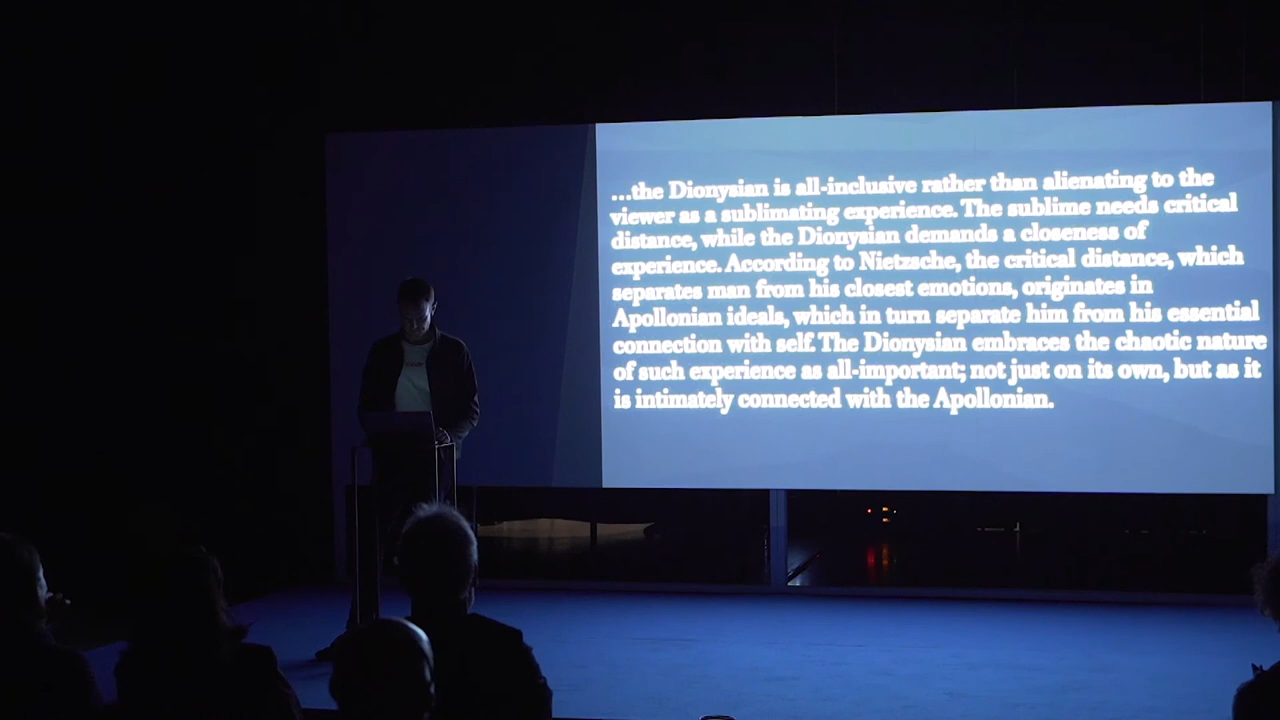 ...the Dionysian is all-inclusive rather than alienating to the
viewer as a sublimating experience. The sublime needs critical
distance, while the Dionysian demands a closeness of
experience. According to Nietzsche, the critical distance, which
separates man from his closest emotions, originates in
Apollonian ideals, which in turn separate him from his essential
connection with self. The Dionysian embraces the chaotic nature
of such experience as all-important; not just on its own, but as it
is intimately connected with the Apollonian.